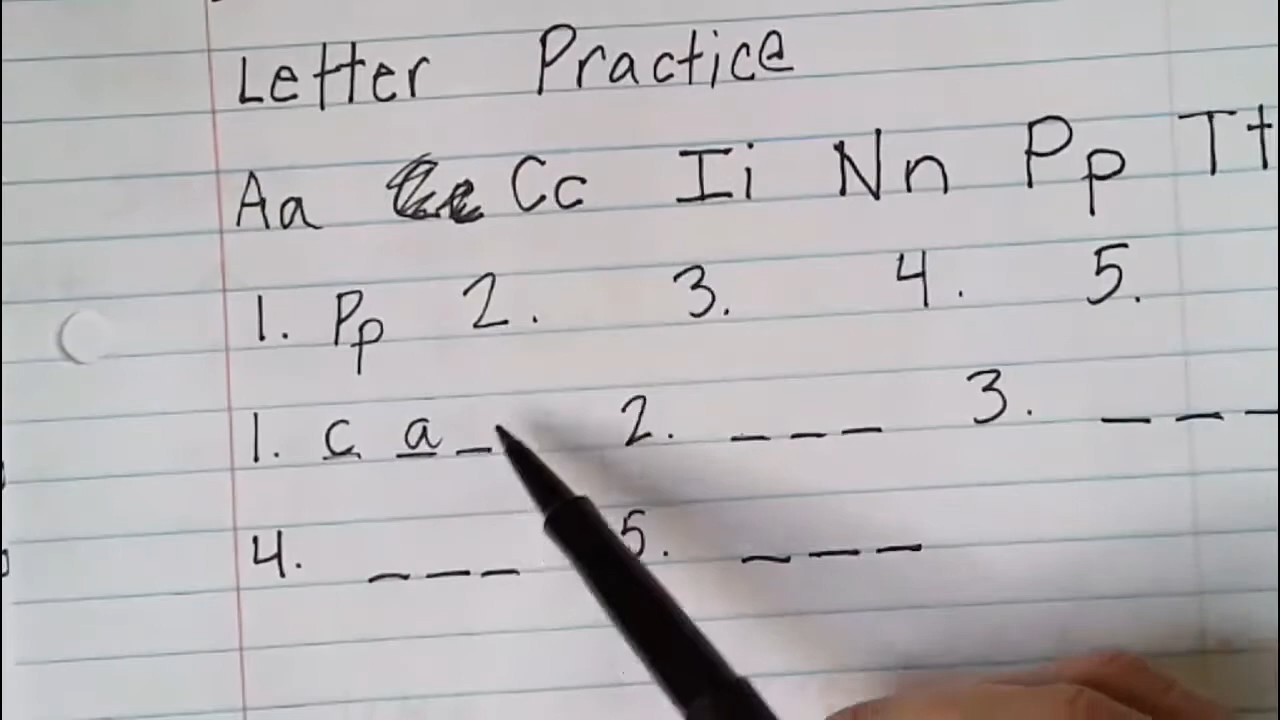 Letter Practice
Aa Cc Ii Nn Pp Tt
1. Pp 2. 3. 4. 5.
1. c a _ 2. _ _ _ 3. _ _ _
4. _ _ _ 5. _ _ _